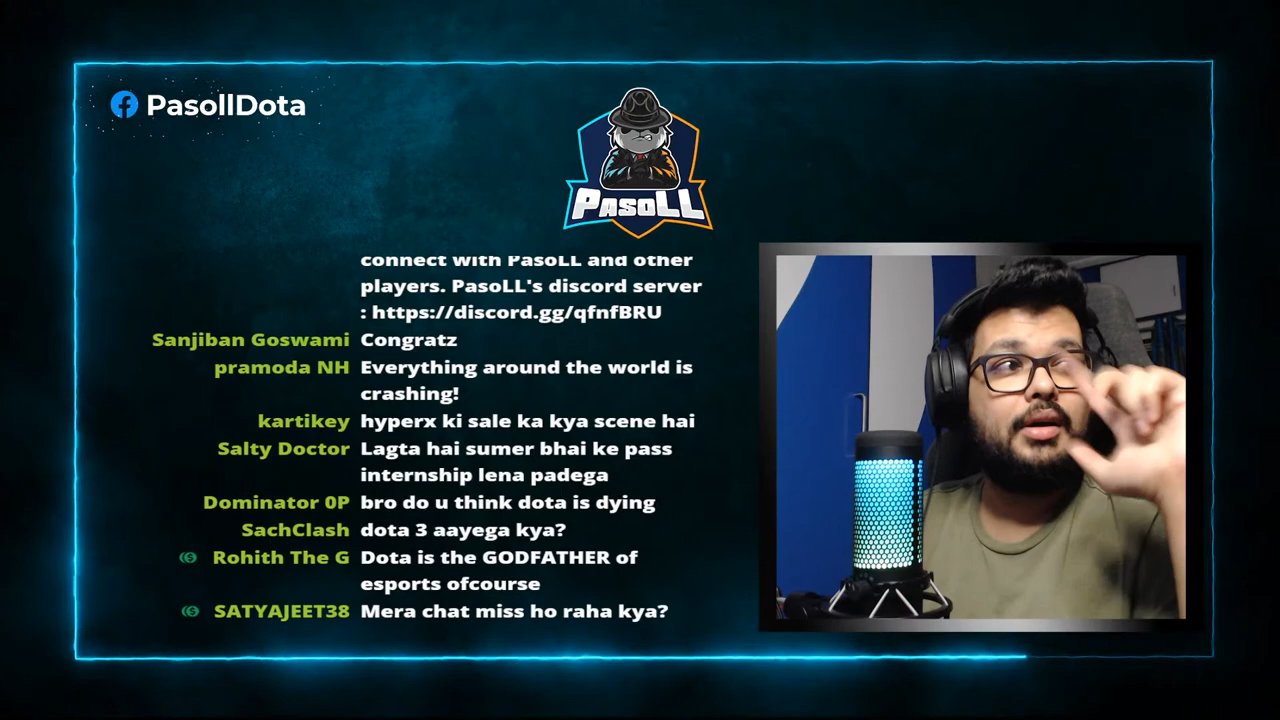 PasollDota
PASOLL
connect with PasoLL and other
players. PasoLL's discord server
: https://discord.gg/qfnfBRU
Sanjiban Goswami Congratz
pramoda NH Everything around the world is
crashing!
kartikey hyperx ki sale ka kya scene hai
Salty Doctor Lagta hai sumer bhai ke pass
internship lena padega
Dominator 0P bro do u think dota is dying
SachClash dota 3 aayega kya?
Rohith The G Dota is the GODFATHER of
esports ofcourse
SATYAJEET38 Mera chat miss ho raha kya?